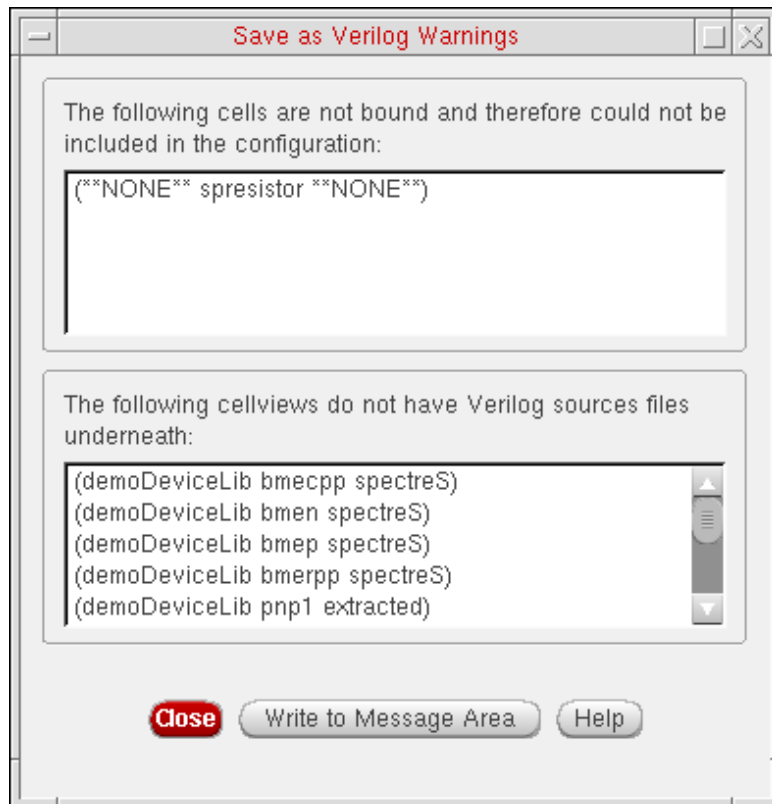 Save as Verilog Warnings
The following cells are not bound and therefore could not be
included in the configuration:
(**NONE** spresistor **NONE**)
The following cellviews do not have Verilog sources files
underneath:
(demoDeviceLib bmecpp spectreS)
(demoDeviceLib bmen spectreS)
(demoDeviceLib bmep spectreS)
(demoDeviceLib bmerpp spectreS)
(demoDeviceLib pnp1 extracted)
Close Write to Message Area Help